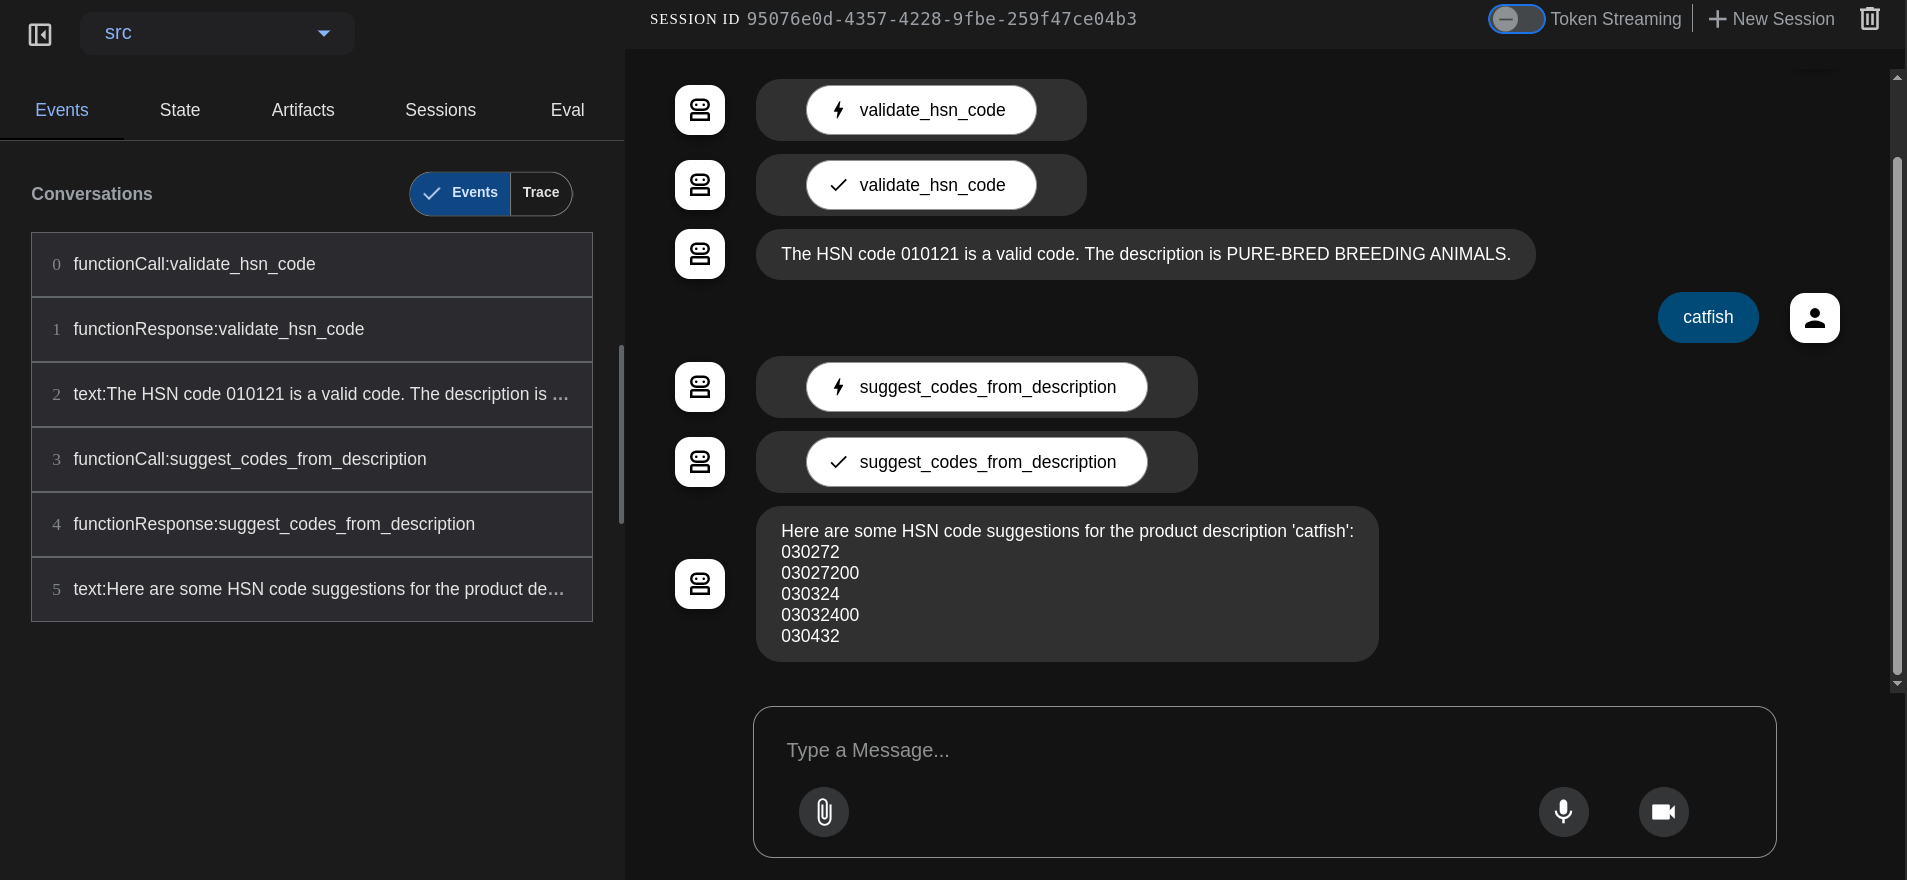 src
Events
State
Artifacts
Sessions
Eval
Conversations
Events
Trace
0 functionCall:validate_hsn_code
1 functionResponse:validate_hsn_code
2 text:The HSN code 010121 is a valid code. The description is ...
3 functionCall:suggest_codes_from_description
4 functionResponse:suggest_codes_from_description
5 text:Here are some HSN code suggestions for the product de...
SESSION ID 95076e0d-4357-4228-9fbe-259f47ce04b3
Token Streaming
New Session
validate_hsn_code
validate_hsn_code
The HSN code 010121 is a valid code. The description is PURE-BRED BREEDING ANIMALS.
catfish
suggest_codes_from_description
suggest_codes_from_description
Here are some HSN code suggestions for the product description 'catfish':
030272
03027200
030324
03032400
030432
Type a Message...